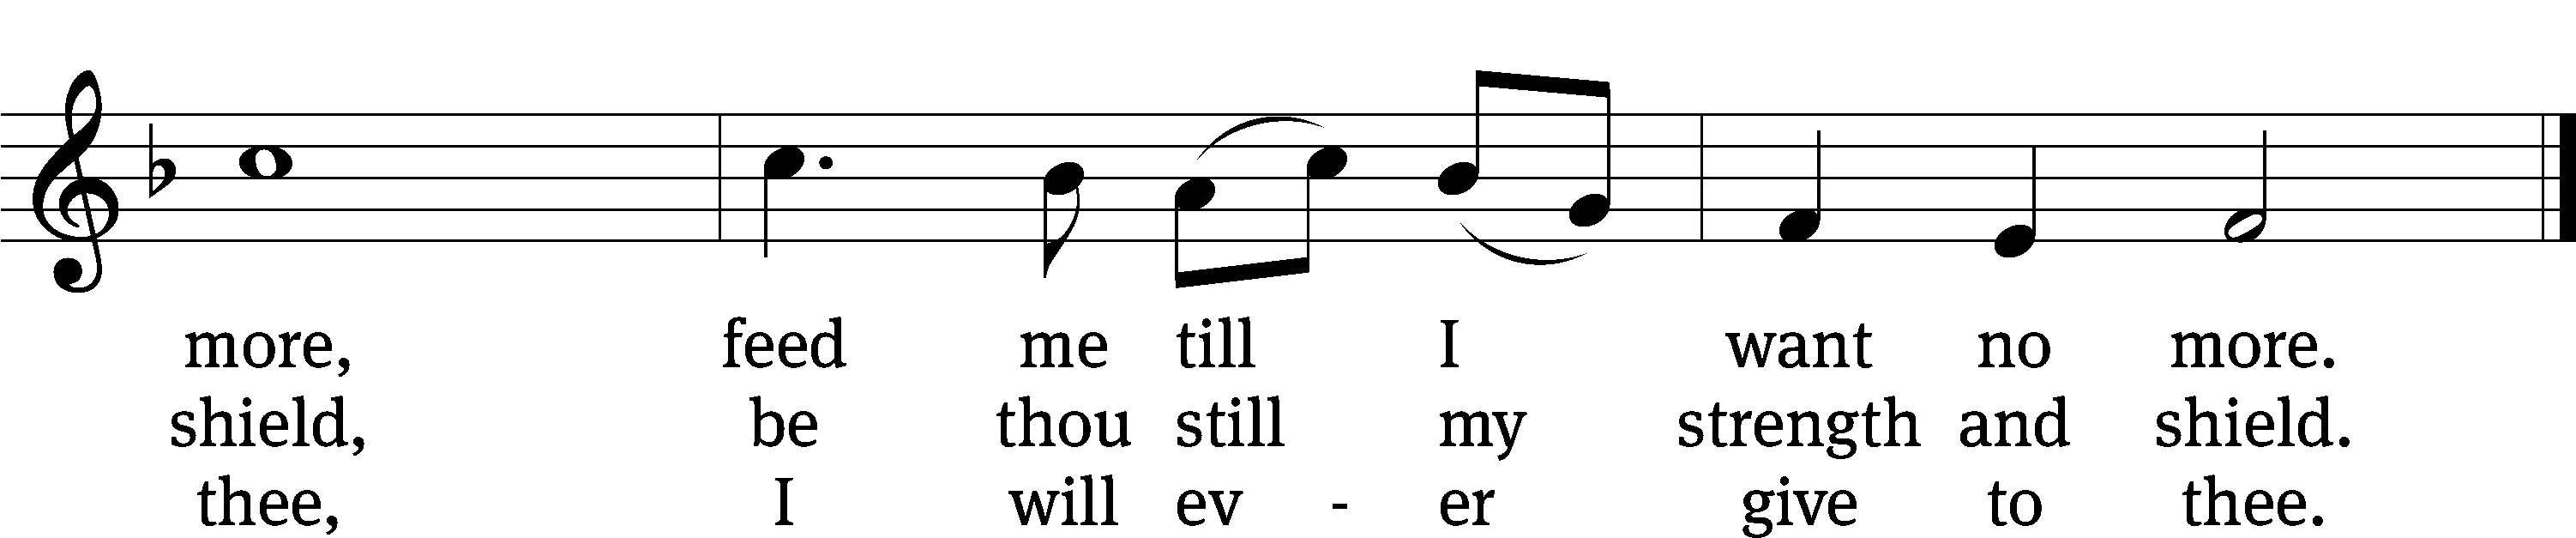 more, feed me till I want no more.
shield, be thou still my strength and shield.
thee, I will ev - er give to thee.